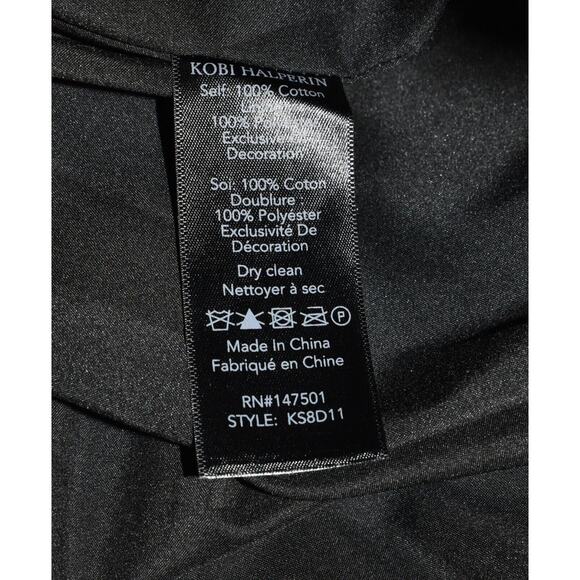 KOBI HALPERIN
Self: 100% Cotton
100%
Exclusivi
Decoration
Soi: 100% Coton
Doublure :
100% Polyéster
Exclusivité De
Décoration
Dry clean
Nettoyer à sec
P
Made In China
Fabriqué en Chine
RN#147501
STYLE: KS8D11